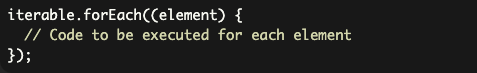 iterable.forEach((element) {
  // Code to be executed for each element
});